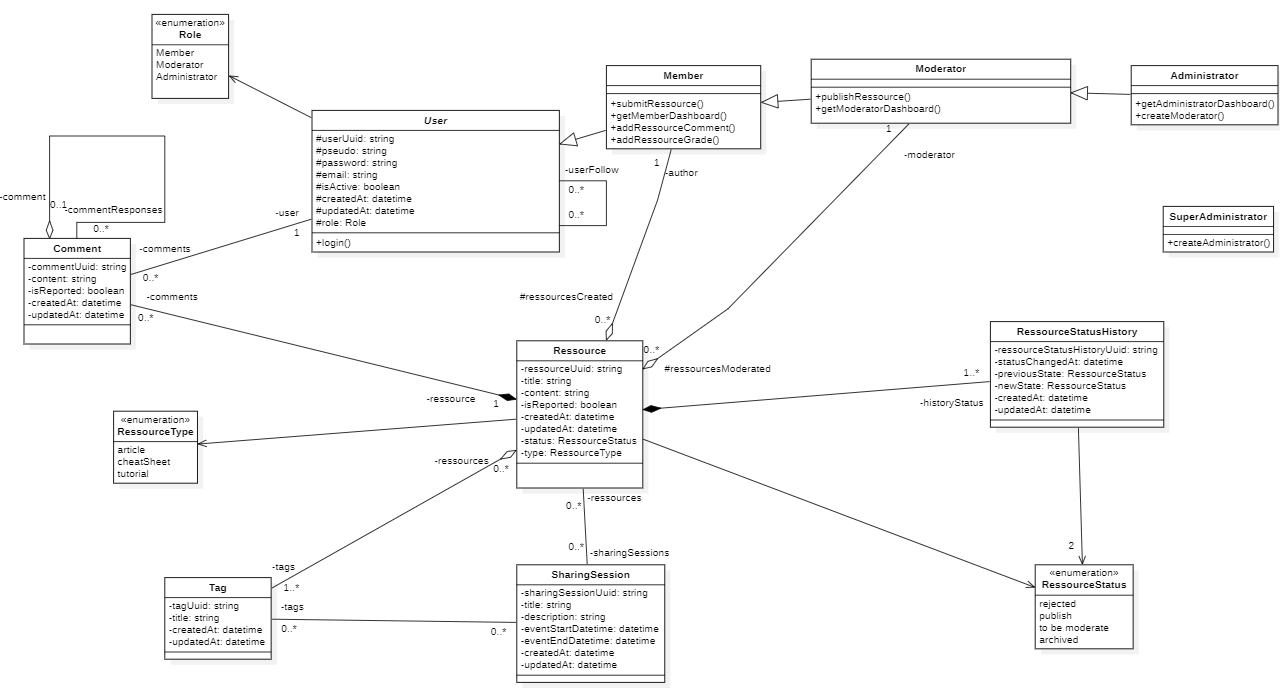 «enumeration»
Role
Member
Moderator
Administrator
User
#userUuid: string
#pseudo: string
#password: string
#email: string
#isActive: boolean
#createdAt: datetime
#updatedAt: datetime
#role: Role
+login()
Member
+submitRessource()
+getMemberDashboard()
+addRessourceComment()
+addRessourceGrade()
Moderator
+publishRessource()
+getModeratorDashboard()
Administrator
+getAdministratorDashboard()
+createModerator()
SuperAdministrator
+createAdministrator()
-userFollow
0..*
0..*
1
-author
1
-moderator
-comment
0..1
-commentResponses
0..*
-user
1
-comments
0..*
Comment
-commentUuid: string
-content: string
-isReported: boolean
-createdAt: datetime
-updatedAt: datetime
-comments
0..*
#ressourcesCreated
0..*
0..*
#ressourcesModerated
-ressource
1
Ressource
-ressourceUuid: string
-title: string
-content: string
-isReported: boolean
-createdAt: datetime
-updatedAt: datetime
-status: RessourceStatus
-type: RessourceType
1..*
-historyStatus
RessourceStatusHistory
-ressourceStatusHistoryUuid: string
-statusChangedAt: datetime
-previousState: RessourceStatus
-newState: RessourceStatus
-createdAt: datetime
-updatedAt: datetime
«enumeration»
RessourceType
article
cheatSheet
tutorial
-ressources
0..*
-ressources
0..*
0..*
-sharingSessions
2
«enumeration»
RessourceStatus
rejected
publish
to be moderate
archived
-tags
1..*
Tag
-tagUuid: string
-title: string
-createdAt: datetime
-updatedAt: datetime
-tags
0..*
0..*
SharingSession
-sharingSessionUuid: string
-title: string
-description: string
-eventStartDatetime: datetime
-eventEndDatetime: datetime
-createdAt: datetime
-updatedAt: datetime